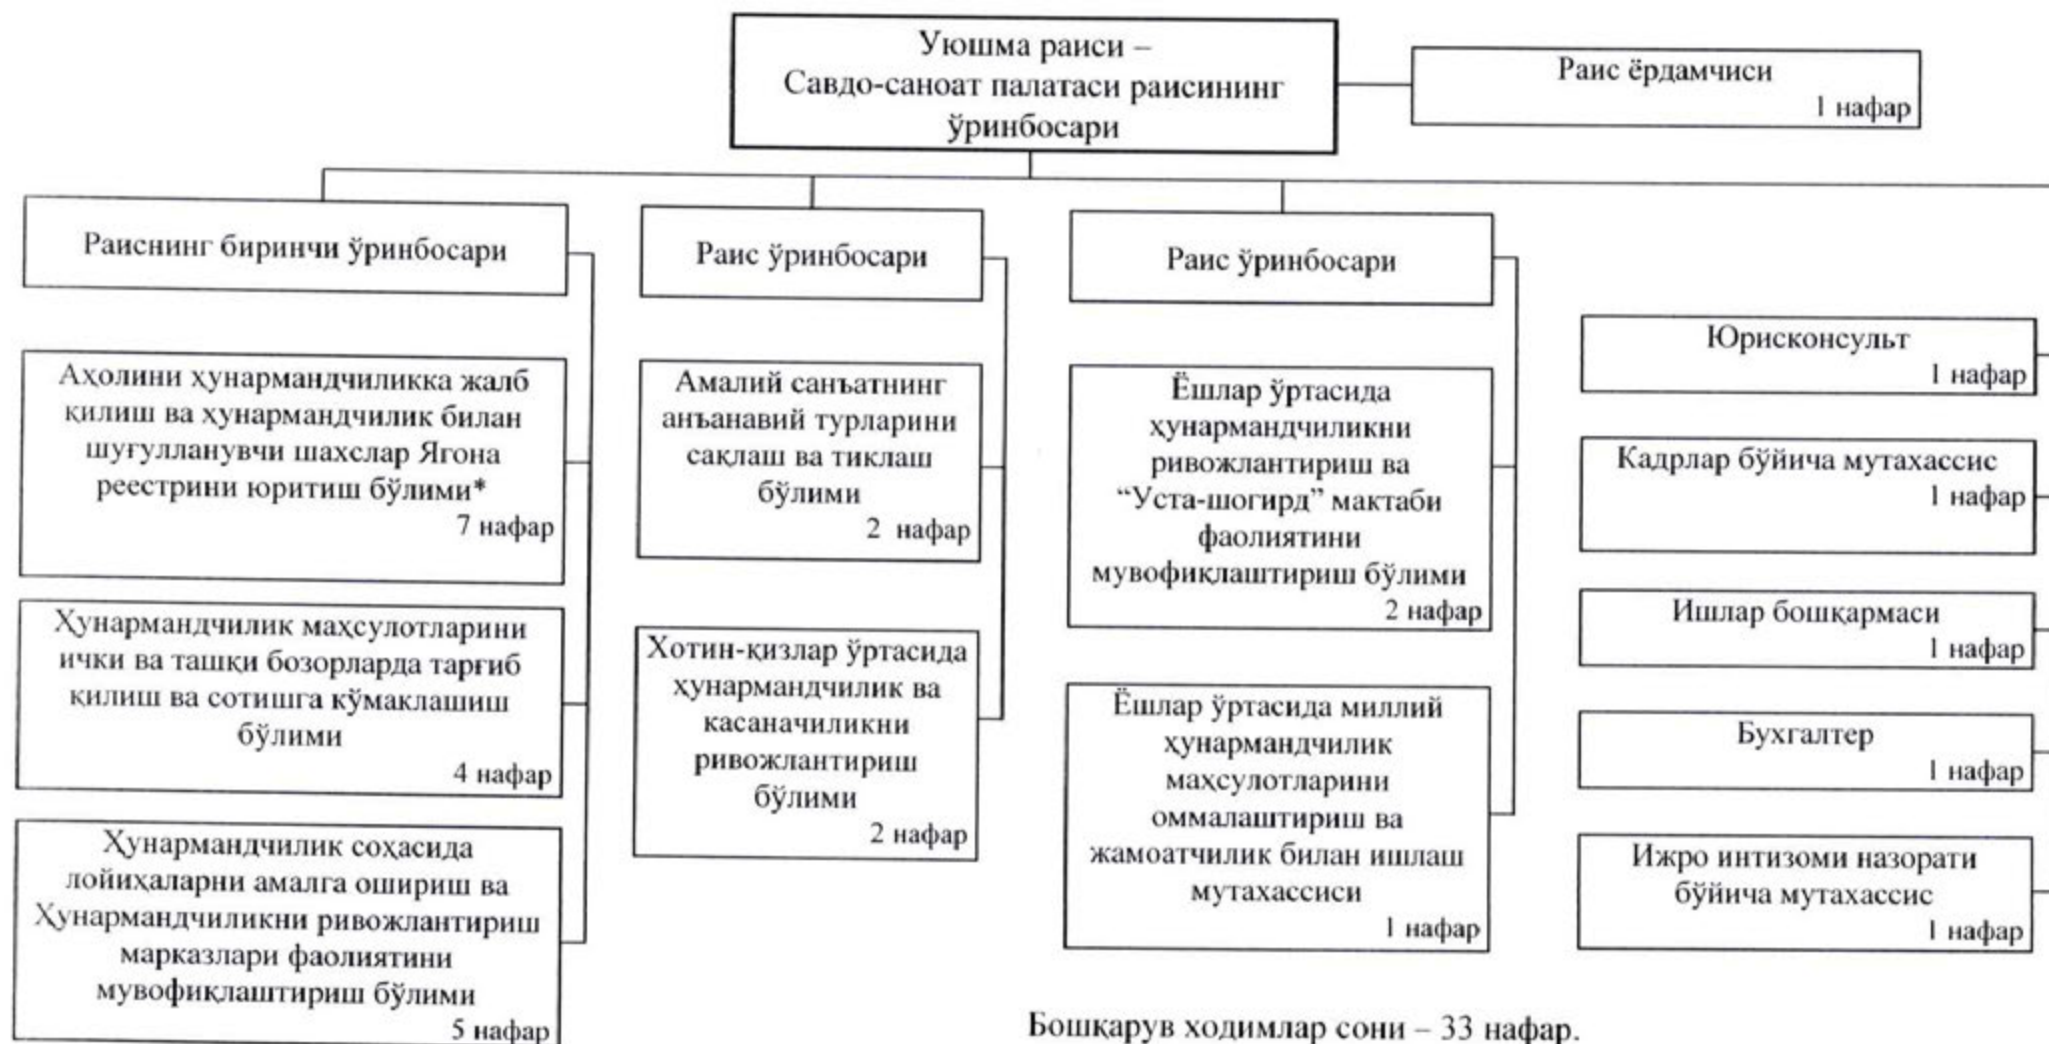 Уюшма раиси –
Савдо-саноат палатаси раисининг
ўринбосари
Раис ёрдамчиси
1 нафар
Раиснинг биринчи ўринбосари
Аҳолини ҳунармандчиликка жалб
қилиш ва ҳунармандчилик билан
шуғулланувчи шахслар Ягона
реестрини юритиш бўлими*
7 нафар
Ҳунармандчилик маҳсулотларини
ички ва ташқи бозорларда тарғиб
қилиш ва сотишга кўмаклашиш
бўлими
4 нафар
Ҳунармандчилик соҳасида
лойиҳаларни амалга ошириш ва
Ҳунармандчиликни ривожлантириш
марказлари фаолиятини
мувофиқлаштириш бўлими
5 нафар
Раис ўринбосари
Амалий санъатнинг
анъанавий турларини
сақлаш ва тиклаш
бўлими
2 нафар
Хотин-қизлар ўртасида
ҳунармандчилик ва
касаначиликни
ривожлантириш
бўлими
2 нафар
Раис ўринбосари
Ёшлар ўртасида
ҳунармандчиликни
ривожлантириш ва
“Уста-шогирд” мактаби
фаолиятини
мувофиқлаштириш бўлими
2 нафар
Ёшлар ўртасида миллий
ҳунармандчилик
маҳсулотларини
оммалаштириш ва
жамоатчилик билан ишлаш
мутахассиси
1 нафар
Юрисконсульт
1 нафар
Кадрлар бўйича мутахассис
1 нафар
Ишлар бошқармаси
1 нафар
Бухгалтер
1 нафар
Ижро интизоми назорати
бўйича мутахассис
1 нафар
Бошқарув ходимлар сони – 33 нафар.